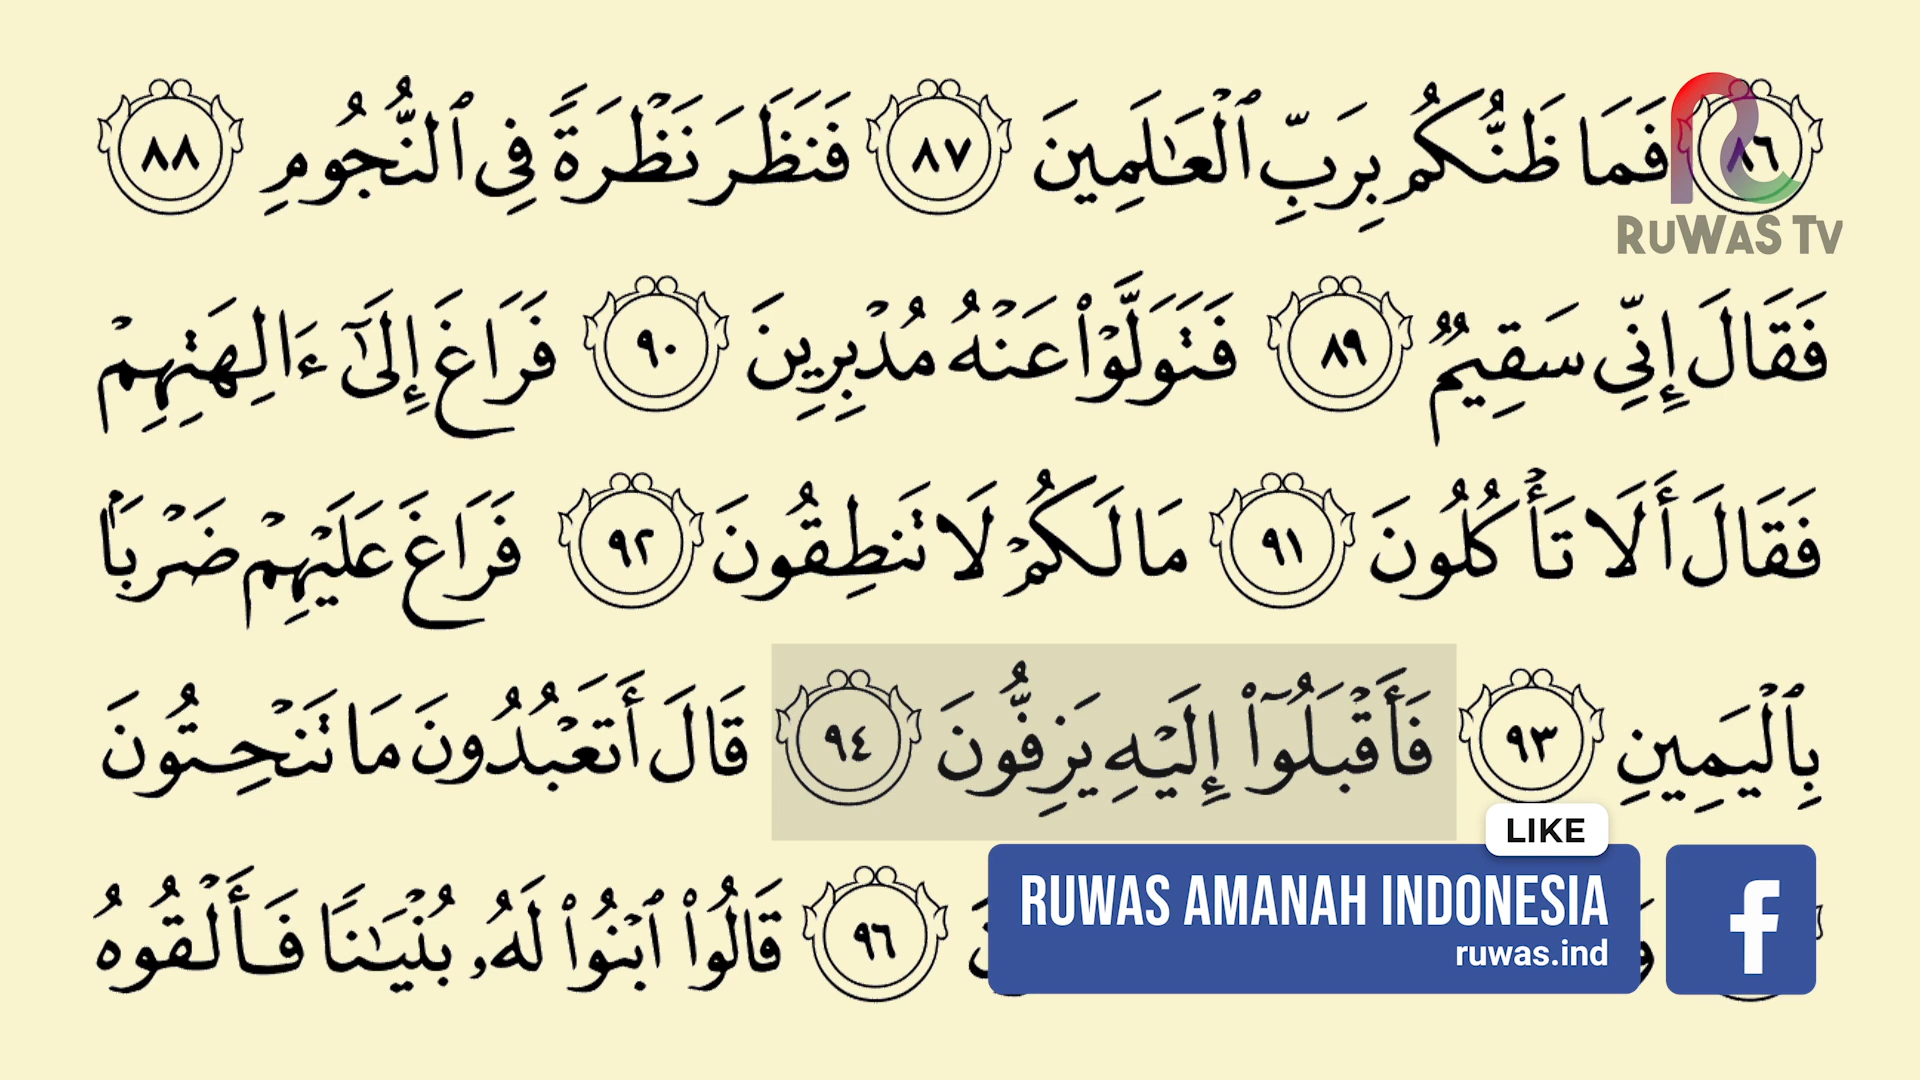 ٨٦ فَمَا ظَنُّكُم بِرَبِّ ٱلْعَـٰلَمِينَ ٨٧ فَنَظَرَ نَظْرَةً فِى ٱلنُّجُومِ ٨٨
RUWAS TV
فَقَالَ إِنِّى سَقِيمٌ ٨٩ فَتَوَلَّوْا۟ عَنْهُ مُدْبِرِينَ ٩٠ فَرَاغَ إِلَىٰٓ ءَالِهَتِهِمْ
فَقَالَ أَلَا تَأْكُلُونَ ٩١ مَا لَكُمْ لَا تَنطِقُونَ ٩٢ فَرَاغَ عَلَيْهِمْ ضَرْبًۢا
بِٱلْيَمِينِ ٩٣ فَأَقْبَلُوٓا۟ إِلَيْهِ يَزِفُّونَ ٩٤ قَالَ أَتَعْبُدُونَ مَا تَنْحِتُونَ
LIKE
RUWAS AMANAH INDONESIA
ruwas.ind
٩٦ قَالُوا۟ ٱبْنُوا۟ لَهُۥ بُنْيَـٰنًا فَأَلْقُوهُ